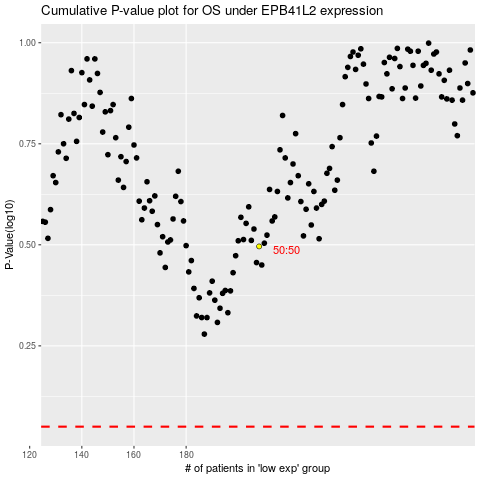 Cumulative P-value plot for OS under EPB41L2 expression
P-Value(log10)
1.00
0.75
0.50
0.25
50:50
120 140 160 180
# of patients in 'low exp' group